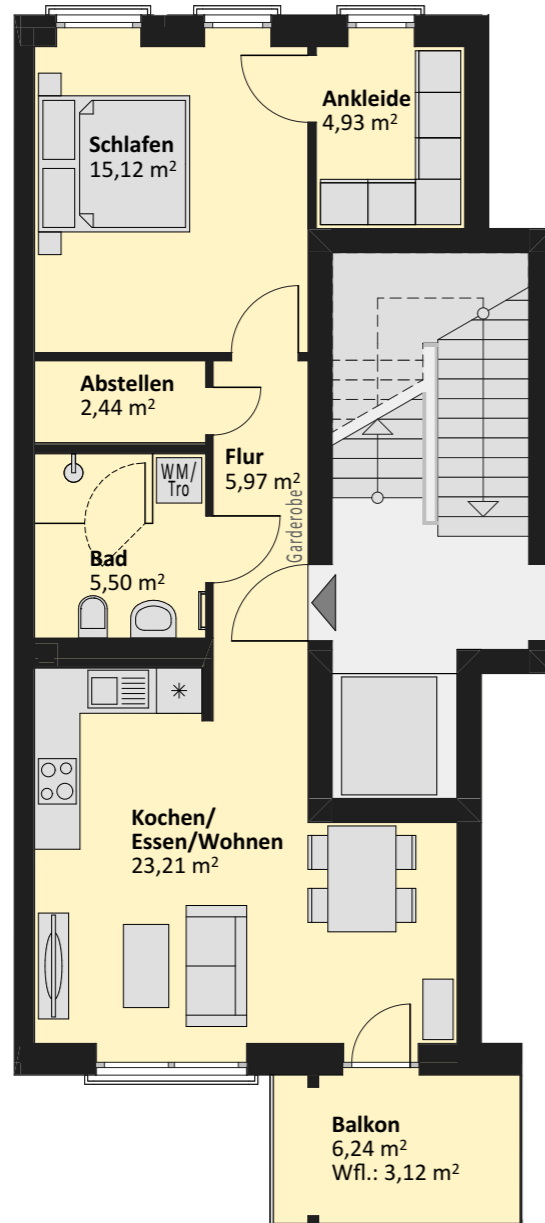 Ankleide
4,93 m²
Schlafen
15,12 m²
Abstellen
2,44 m²
Flur
5,97 m²
Garderobe
WM/
Tro
Bad
5,50 m²
Kochen/
Essen/Wohnen
23,21 m²
Balkon
6,24 m²
Wfl.: 3,12 m²